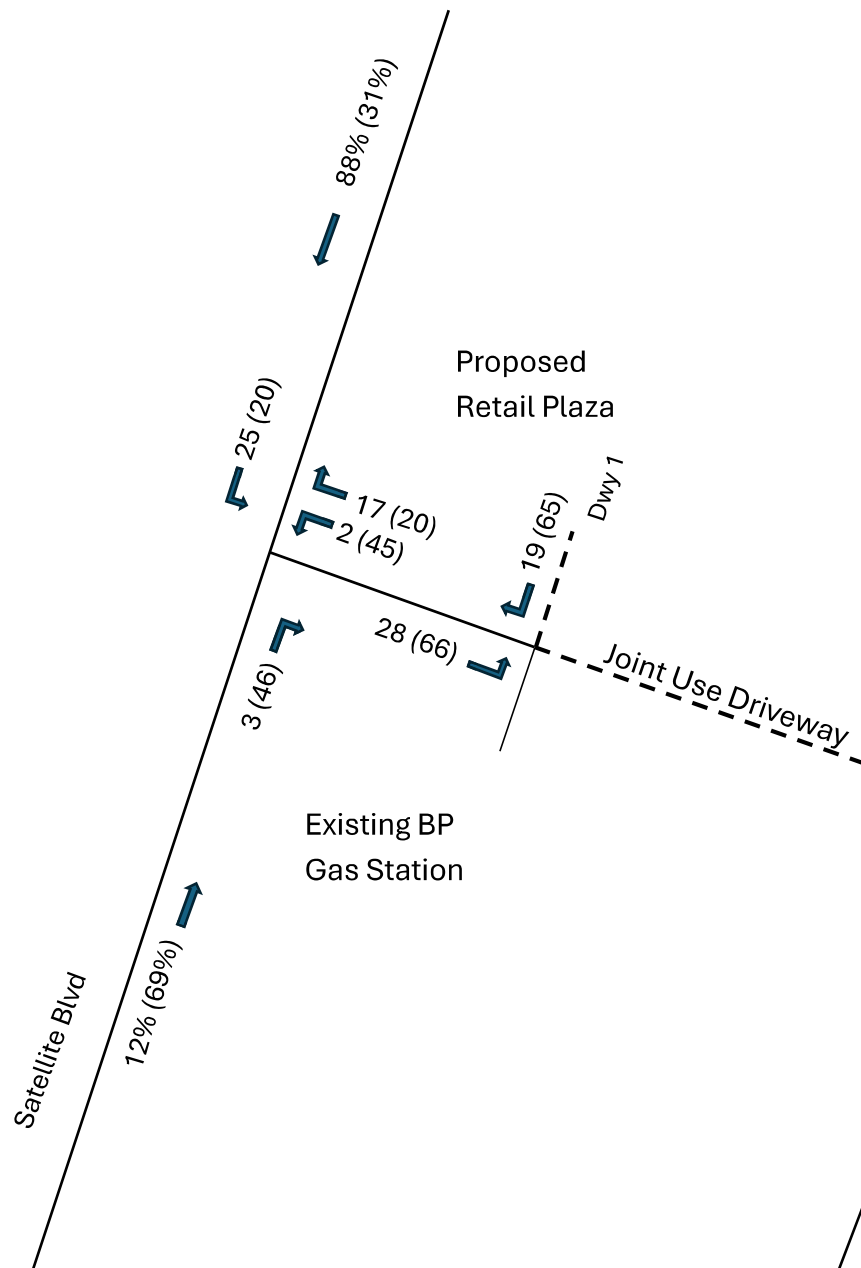 88% (31%)
Proposed
Retail Plaza
25 (20)
17 (20)
2 (45)
Dwy 1
19 (65)
28 (66)
Joint Use Driveway
3 (46)
Existing BP
Gas Station
12% (69%)
Satellite Blvd